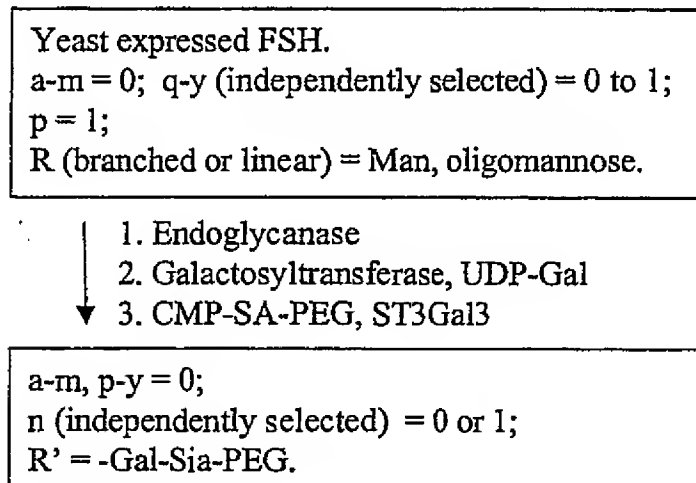 Yeast expressed FSH.
a-m = 0; q-y (independently selected) = 0 to 1;
p = 1;
R (branched or linear) = Man, oligomannose.
1. Endoglycanase
2. Galactosyltransferase, UDP-Gal
3. CMP-SA-PEG, ST3Gal3
a-m, p-y = 0;
n (independently selected) = 0 or 1;
R' = -Gal-Sia-PEG.